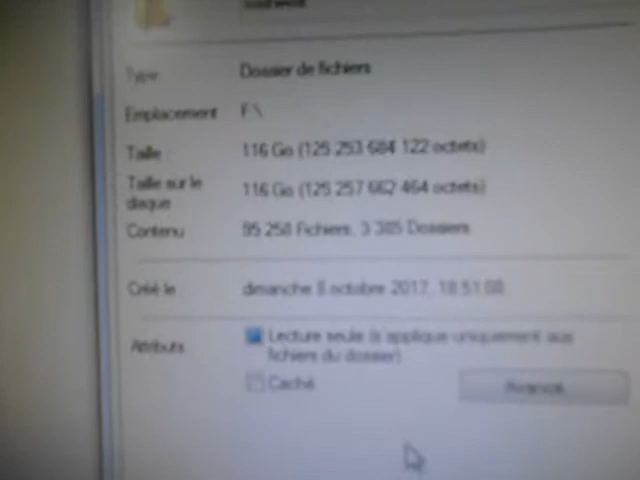 Type
Dossier de fichiers
Emplacement F:\
Taille : 116 Go (125 253 684 122 octets)
Taille sur le disque 116 Go (125 257 662 464 octets)
Contenu 95 258 Fichiers, 3 385 Dossiers
Créé le dimanche 8 octobre 2017, 18:51:08
Attributs Lecture seule (s'applique uniquement aux
fichiers du dossier)
Caché
Avancé...